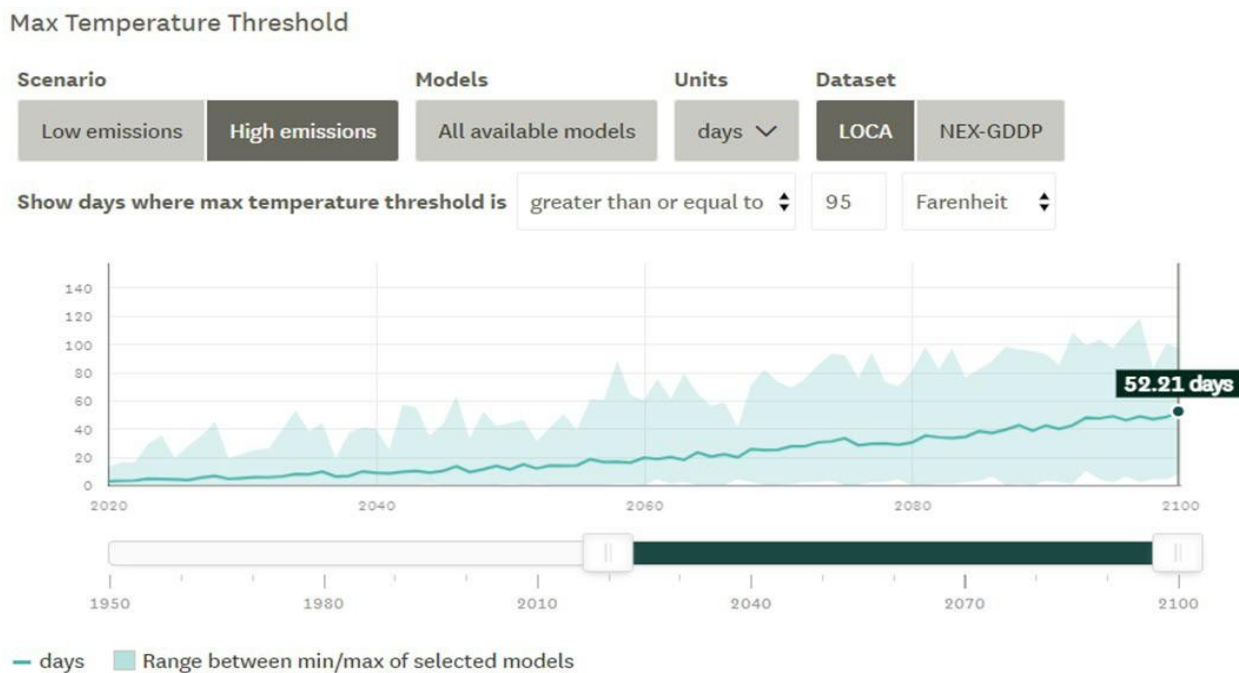 Max Temperature Threshold
Scenario Models Units Dataset
Low emissions High emissions All available models days LOCA NEX-GDDP
Show days where max temperature threshold is greater than or equal to 95 Farenheit
140
120
100
80
60
40
20
0
52.21 days
2020 2040 2060 2080 2100
1950 1980 2010 2040 2070 2100
days Range between min/max of selected models